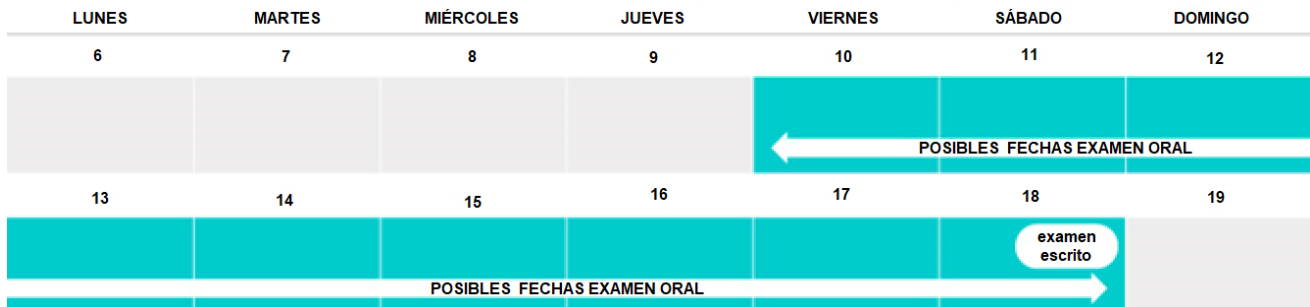 LUNES MARTES MIÉRCOLES JUEVES VIERNES SÁBADO DOMINGO
6 7 8 9 10 11 12
POSIBLES FECHAS EXAMEN ORAL
13 14 15 16 17 18 19
examen
escrito
POSIBLES FECHAS EXAMEN ORAL